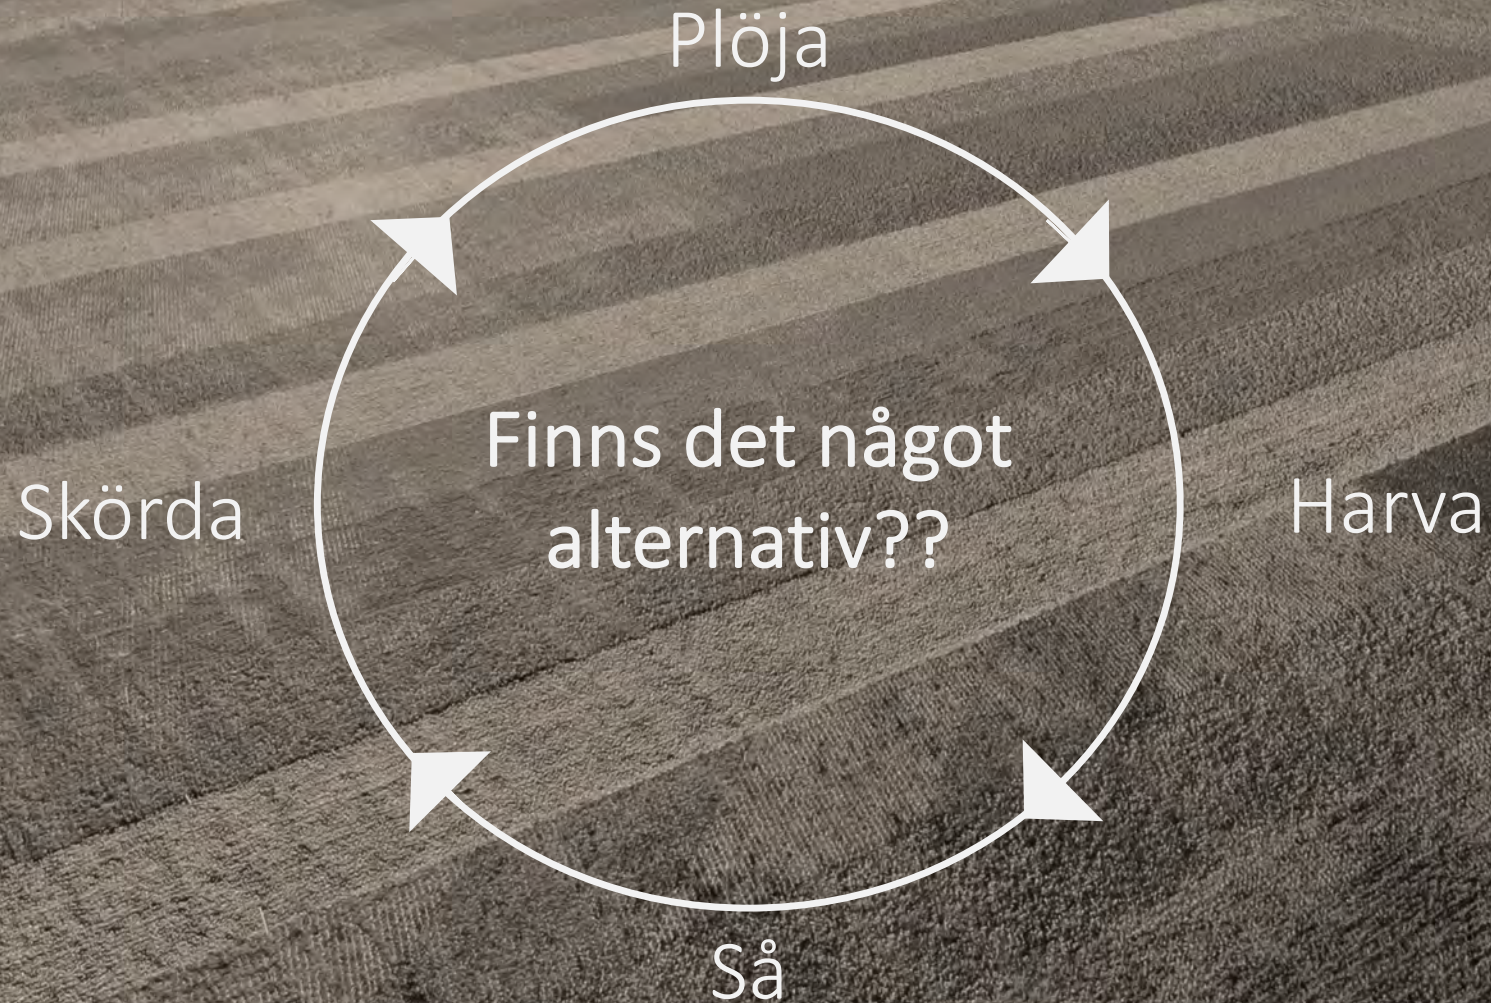 Plöja
Finns det något
alternativ??
Skörda
Harva
Så